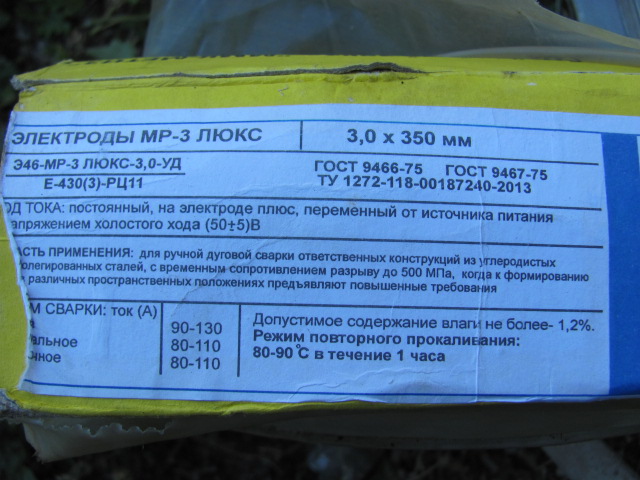 ЭЛЕКТРОДЫ МР-3 ЛЮКС
3,0 х 350 мм
Э46-МР-3 ЛЮКС-3,0-УД
Е-430(3)-РЦ11
ГОСТ 9466-75 ГОСТ 9467-75
ТУ 1272-118-00187240-2013
ОД ТОКА: постоянный, на электроде плюс, переменный от источника питания
апряжением холостого хода (50±5)В
АСТЬ ПРИМЕНЕНИЯ: для ручной дуговой сварки ответственных конструкций из углеродистых
олегированных сталей, с временным сопротивлением разрыву до 500 МПа, когда к формированию
различных пространственных положениях предъявляют повышенные требования
М СВАРКИ: ток (А)
90-130
альное 80-110
чное 80-110
Допустимое содержание влаги не более- 1,2%.
Режим повторного прокаливания:
80-90°С в течение 1 часа